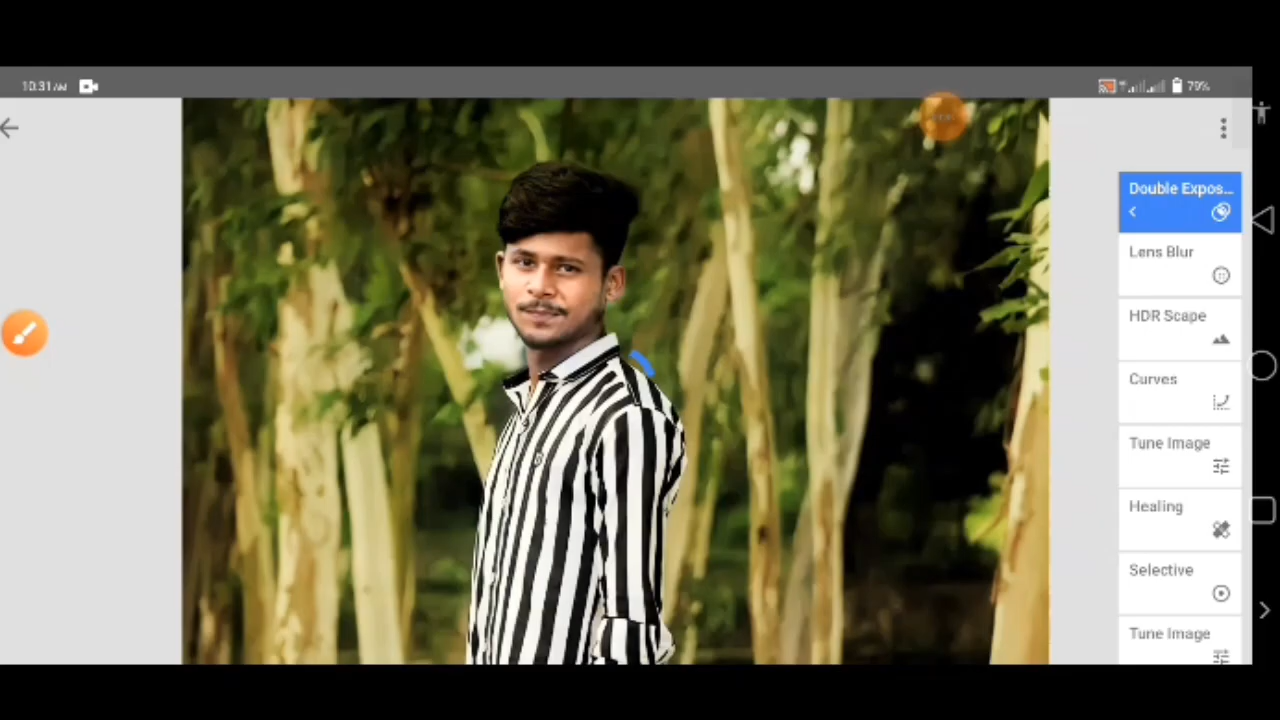 10:31 AM
79%
Double Expos...
Lens Blur
HDR Scape
Curves
Tune Image
Healing
Selective
Tune Image